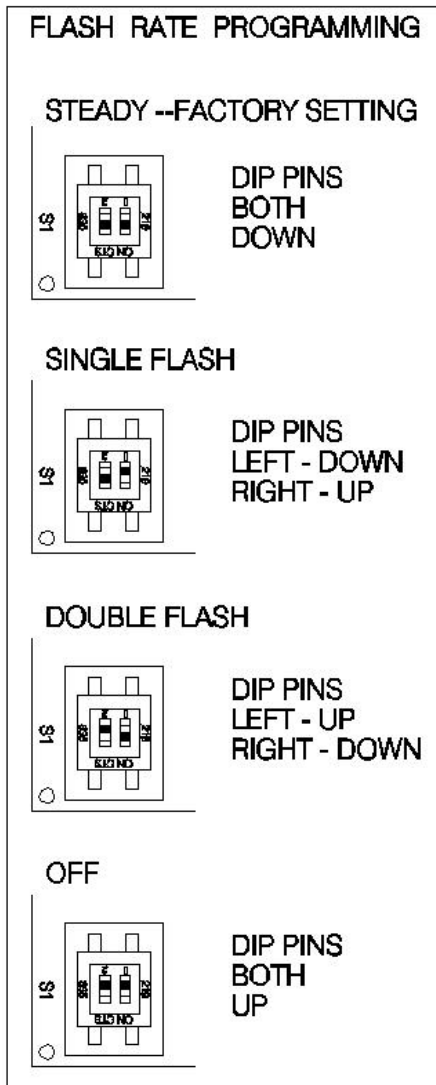 FLASH RATE PROGRAMMING
STEADY --FACTORY SETTING
DIP PINS
BOTH
DOWN
S1
SINGLE FLASH
DIP PINS
LEFT - DOWN
RIGHT - UP
S1
DOUBLE FLASH
DIP PINS
LEFT - UP
RIGHT - DOWN
S1
OFF
DIP PINS
BOTH
UP
S1